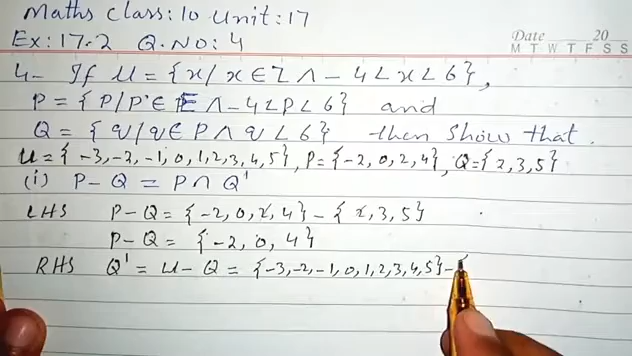 Maths Class: 10 Unit: 17
Ex: 17.2 Q.NO: 4
Date 20
M T W T F S S
4- If U = {x/x ∈ Z ∧ -4 < x < 6},
P = {P/P ∈ E ∧ -4 < P < 6} and
Q = {q/q ∈ P ∧ q < 6} then show that.
U = {-3,-2,-1,0,1,2,3,4,5}, P = {-2,0,2,4}, Q = {2,3,5}
(i) P-Q = P∩Q'
LHS P-Q = {-2,0,2,4} - {2,3,5}
P-Q = {-2,0,4}
RHS Q' = U-Q = {-3,-2,-1,0,1,2,3,4,5} - {